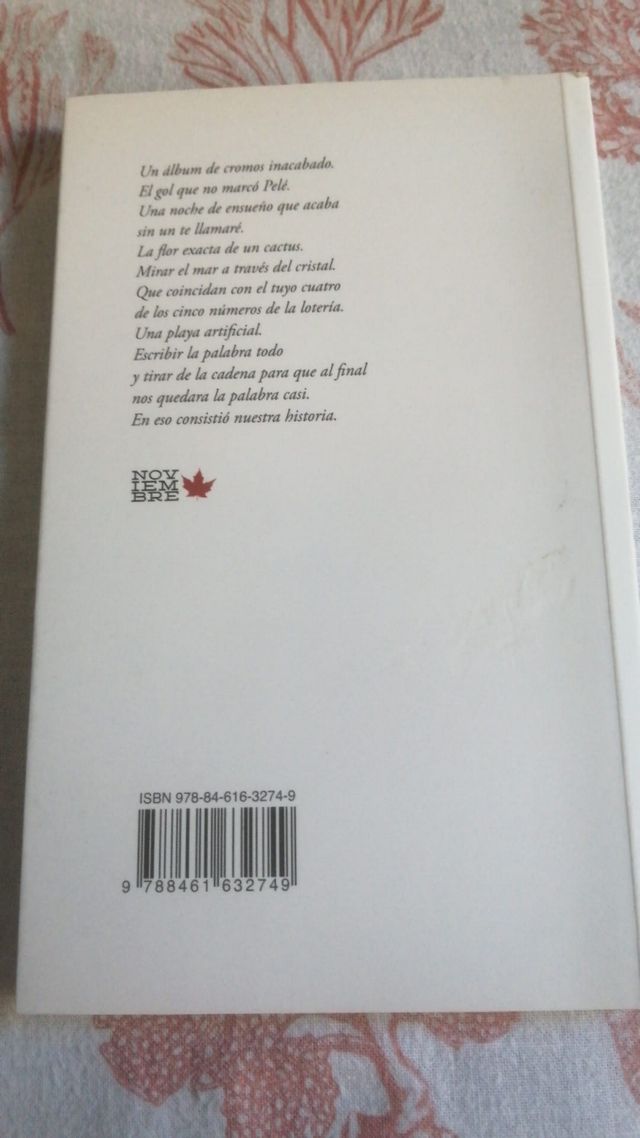 Un álbum de cromos inacabado.
El gol que no marcó Pelé.
Una noche de ensueño que acaba
sin un te llamaré.
La flor exacta de un cactus.
Mirar el mar a través del cristal.
Que coincidan con el tuyo cuatro
de los cinco números de la lotería.
Una playa artificial.
Escribir la palabra todo
y tirar de la cadena para que al final
nos quedara la palabra casi.
En eso consistió nuestra historia.
NOV
IEM
BRE
ISBN 978-84-616-3274-9
9 788461 632749